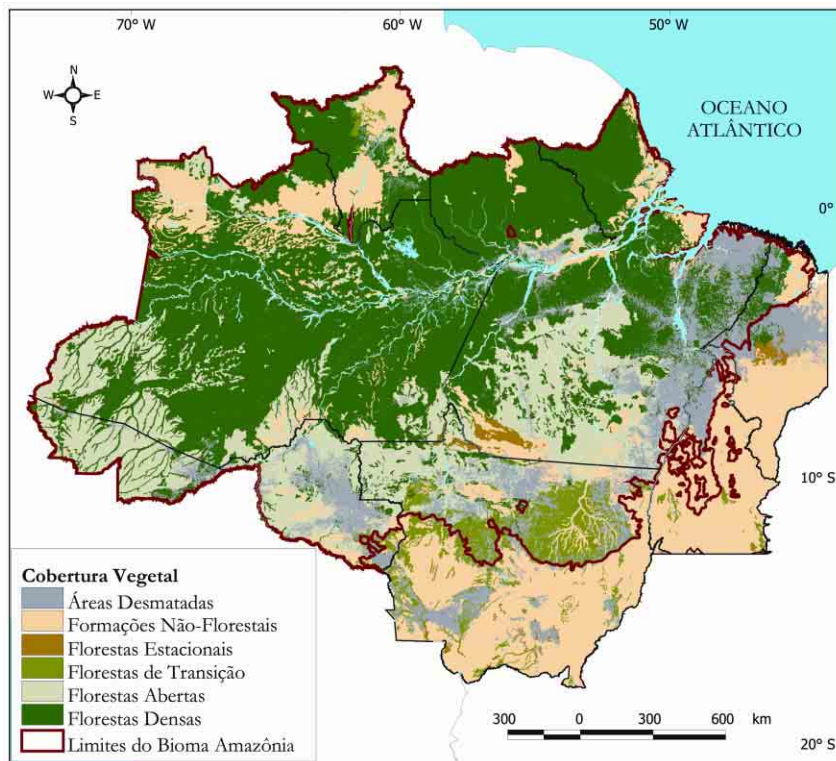 70° W 60° W 50° W
N
W E
S
OCEANO
ATLÂNTICO
0°
10° S
Cobertura Vegetal
Áreas Desmatadas
Formações Não-Florestais
Florestas Estacionais
Florestas de Transição
Florestas Abertas
Florestas Densas
Limites do Bioma Amazônia
300 0 300 600 km
20° S